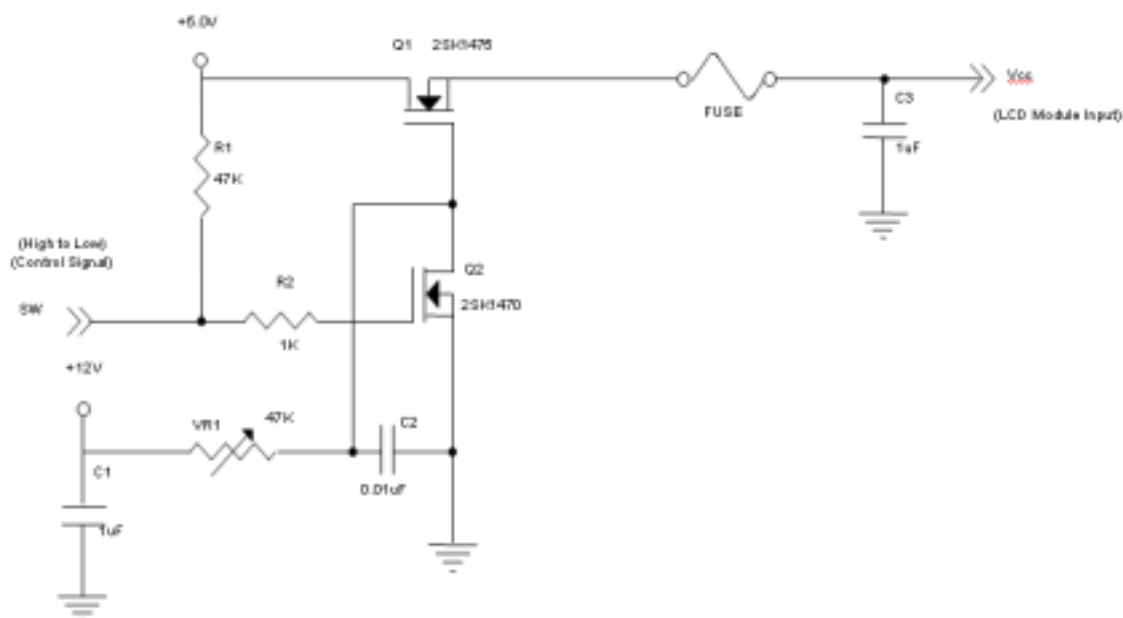 +5.0V
Q1 2SK1475
FUSE
Vcc
(LCD Module Input)
C3
1uF
R1
47K
(High to Low)
(Control Signal)
SW
R2
1K
Q2
2SK1470
+12V
VR1
47K
C2
0.01uF
C1
1uF